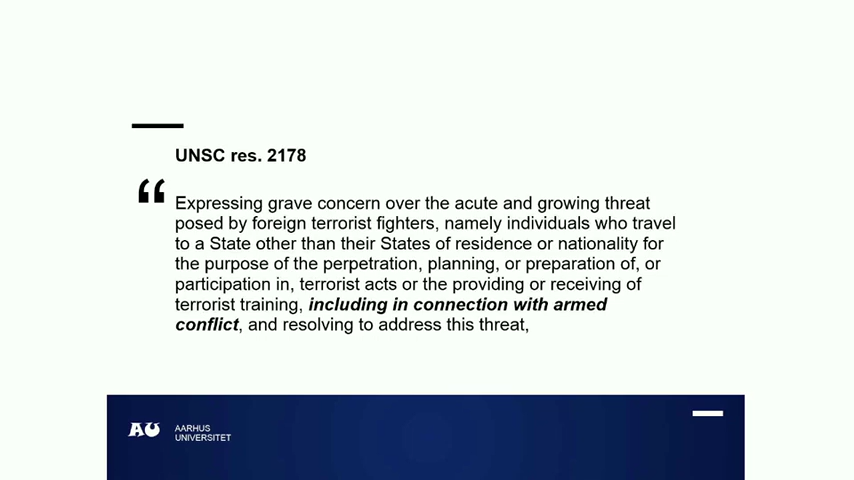 UNSC res. 2178
“
Expressing grave concern over the acute and growing threat
posed by foreign terrorist fighters, namely individuals who travel
to a State other than their States of residence or nationality for
the purpose of the perpetration, planning, or preparation of, or
participation in, terrorist acts or the providing or receiving of
terrorist training, including in connection with armed
conflict, and resolving to address this threat,
AU
AARHUS
UNIVERSITET